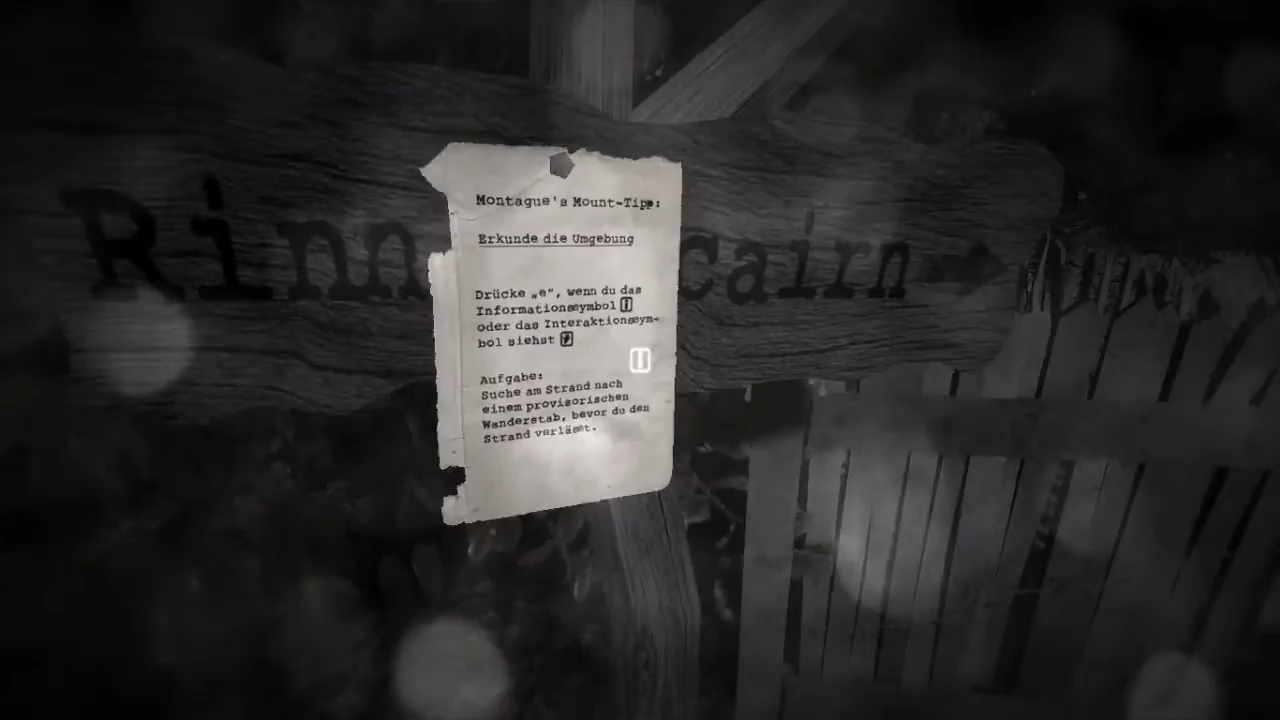 Montague's Mount-Tipp:
Erkunde die Umgebung
Drücke „e“, wenn du das
Informationssymbol
oder das Interaktionssym-
bol siehst
Aufgabe:
Suche am Strand nach
einem provisorischen
Wanderstab, bevor du den
Strand verlässt.
Rinn
cairn